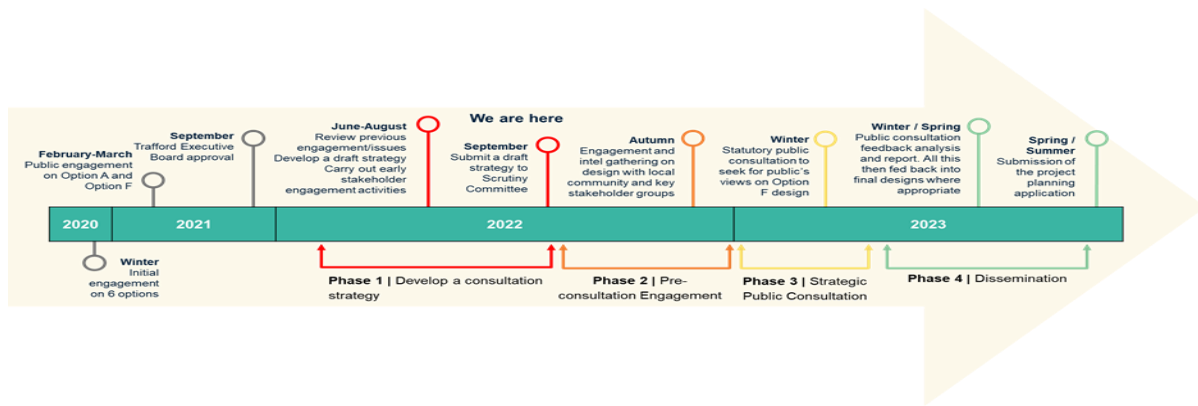 We are here
February-March
Public engagement
on Option A and
Option F
September
Trafford Executive
Board approval
June-August
Review previous
engagement/issues
Develop a draft strategy
Carry out early
stakeholder
engagement activities
September
Submit a draft
strategy to
Scrutiny
Committee
Autumn
Engagement and
intel gathering on
design with local
community and key
stakeholder groups
Winter
Statutory public
consultation to
seek for public's
views on Option
F design
Winter / Spring
Public consultation
feedback analysis
and report. All this
then fed back into
final designs where
appropriate
Spring /
Summer
Submission of
the project
planning
application
2020
2021
2022
2023
Winter
Initial
engagement
on 6 options
Phase 1 | Develop a consultation
strategy
Phase 2 | Pre-
consultation Engagement
Phase 3 | Strategic
Public Consultation
Phase 4 | Dissemination